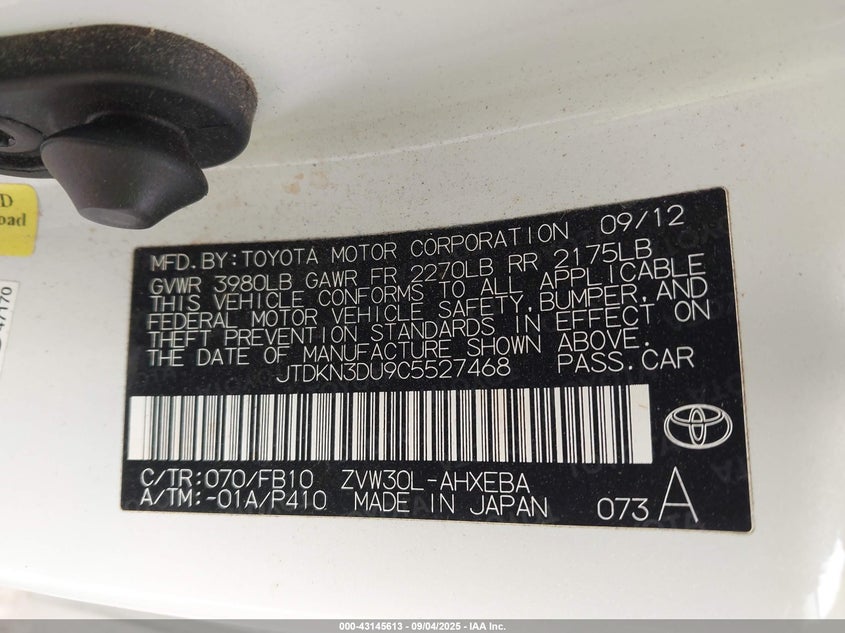 D
oad
47170
MFD. BY: TOYOTA MOTOR CORPORATION 09/12
GVWR 3980LB GAWR FR 2270LB RR 2175LB
THIS VEHICLE CONFORMS TO ALL APPLICABLE
FEDERAL MOTOR VEHICLE SAFETY, BUMPER, AND
THEFT PREVENTION STANDARDS IN EFFECT ON
THE DATE OF MANUFACTURE SHOWN ABOVE.
JTDKN3DU9C5527468 PASS. CAR
C/TR: 070/FB10 ZVW30L-AHXEBA
A/TM: -01A/P410 MADE IN JAPAN 073 A
000-43145613 - 09/04/2025 - IAA Inc.